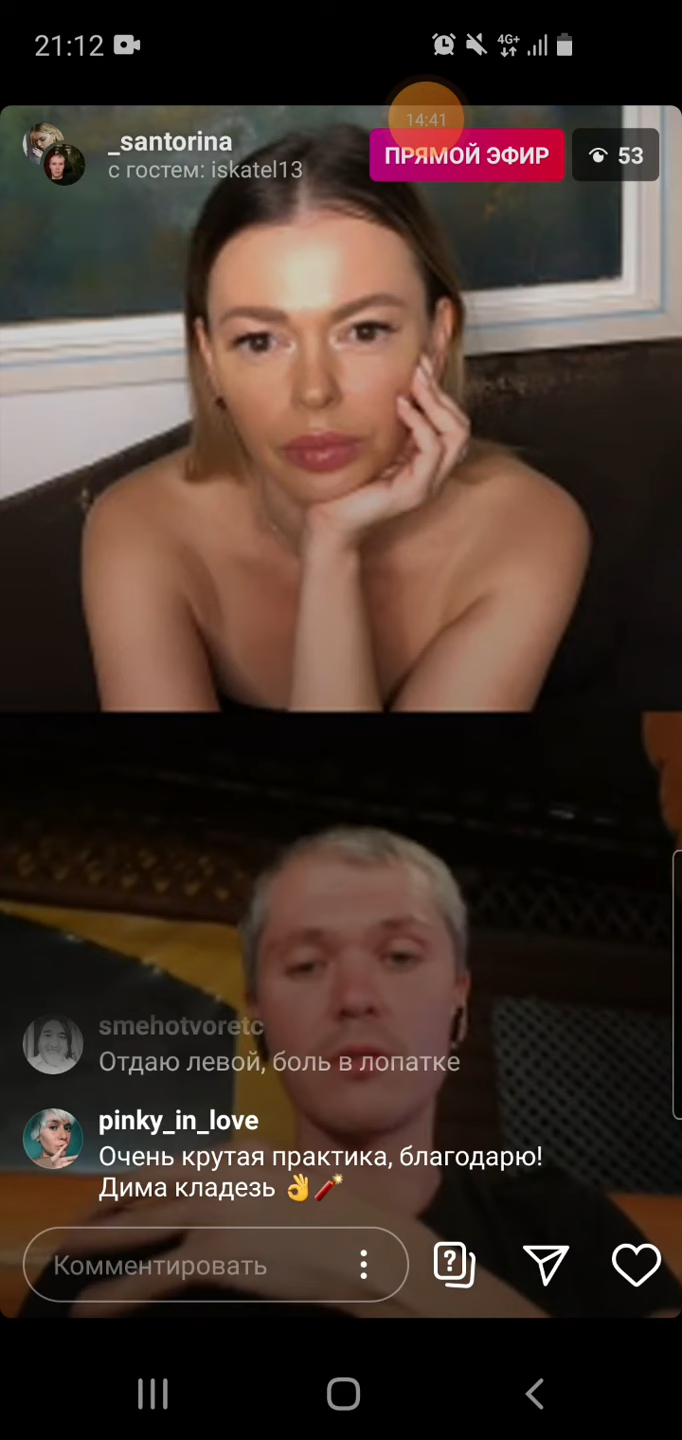 21:12
4G+
14:41
_santorina
с гостем: iskatel13
ПРЯМОЙ ЭФИР
53
smehotvoretc
Отдаю левой, боль в лопатке
pinky_in_love
Очень крутая практика, благодарю!
Дима кладезь 👌🧨
Комментировать